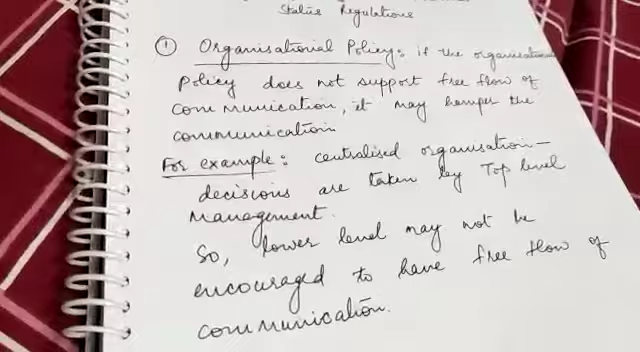 Status Regulations
① Organisational Policy: if the organisational
policy does not support free flow of
communication, it may hamper the
communication
For example: centralised organisation –
decisions are taken by Top level
Management.
So, lower level may not be
encouraged to have free flow of
communication.